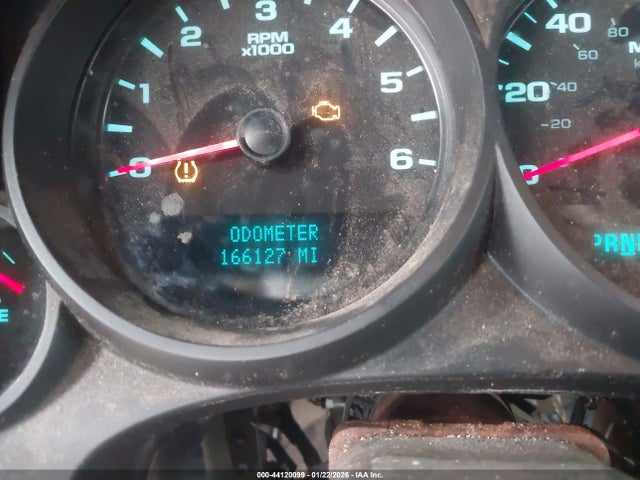 0 1 2 3 4 5 6
RPM
x1000
ODOMETER
166127 MI
0 20 40
-20 40 60 80
PRN
E
000-44120099 - 01/22/2026 - IAA Inc.